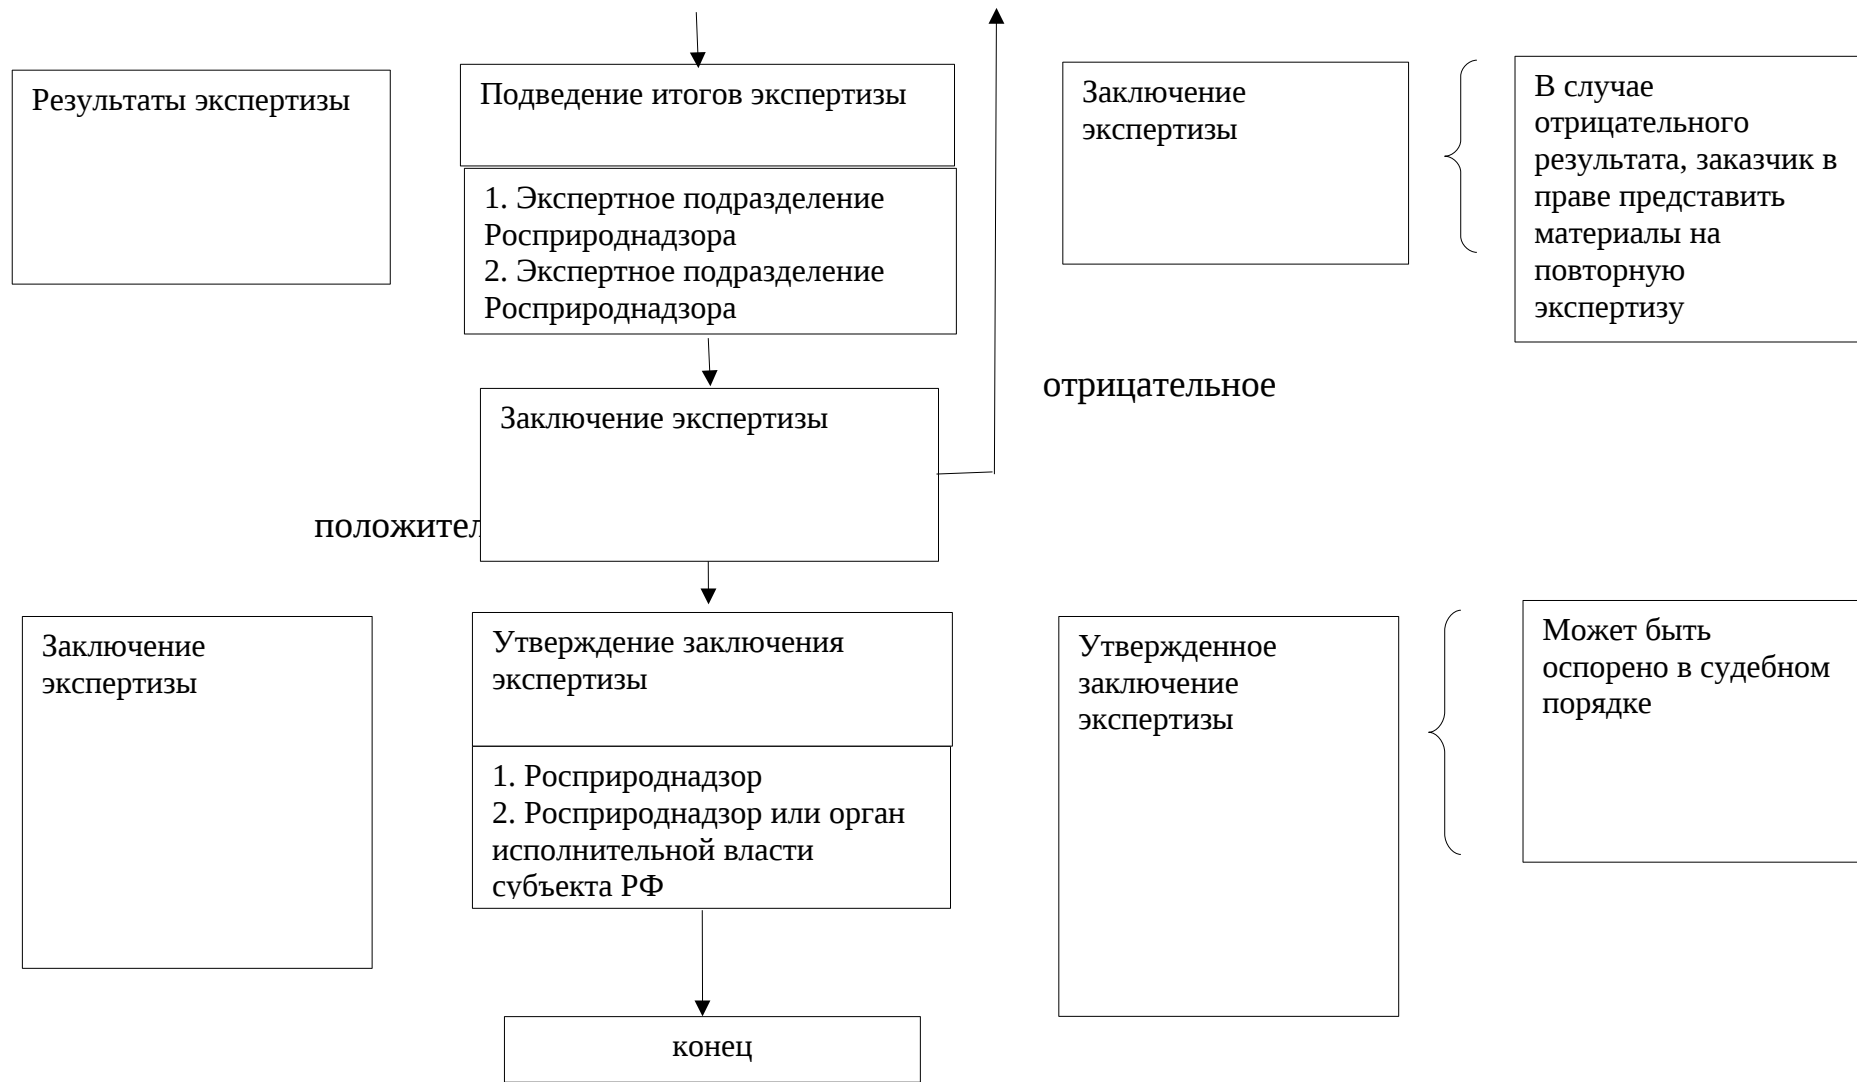 Результаты экспертизы
Подведение итогов экспертизы
1. Экспертное подразделение
Росприроднадзора
2. Экспертное подразделение
Росприроднадзора
Заключение
экспертизы
В случае
отрицательного
результата, заказчик в
праве представить
материалы на
повторную
экспертизу
отрицательное
Заключение экспертизы
положител
Заключение
экспертизы
Утверждение заключения
экспертизы
1. Росприроднадзор
2. Росприроднадзор или орган
исполнительной власти
субъекта РФ
Утвержденное
заключение
экспертизы
Может быть
оспорено в судебном
порядке
конец